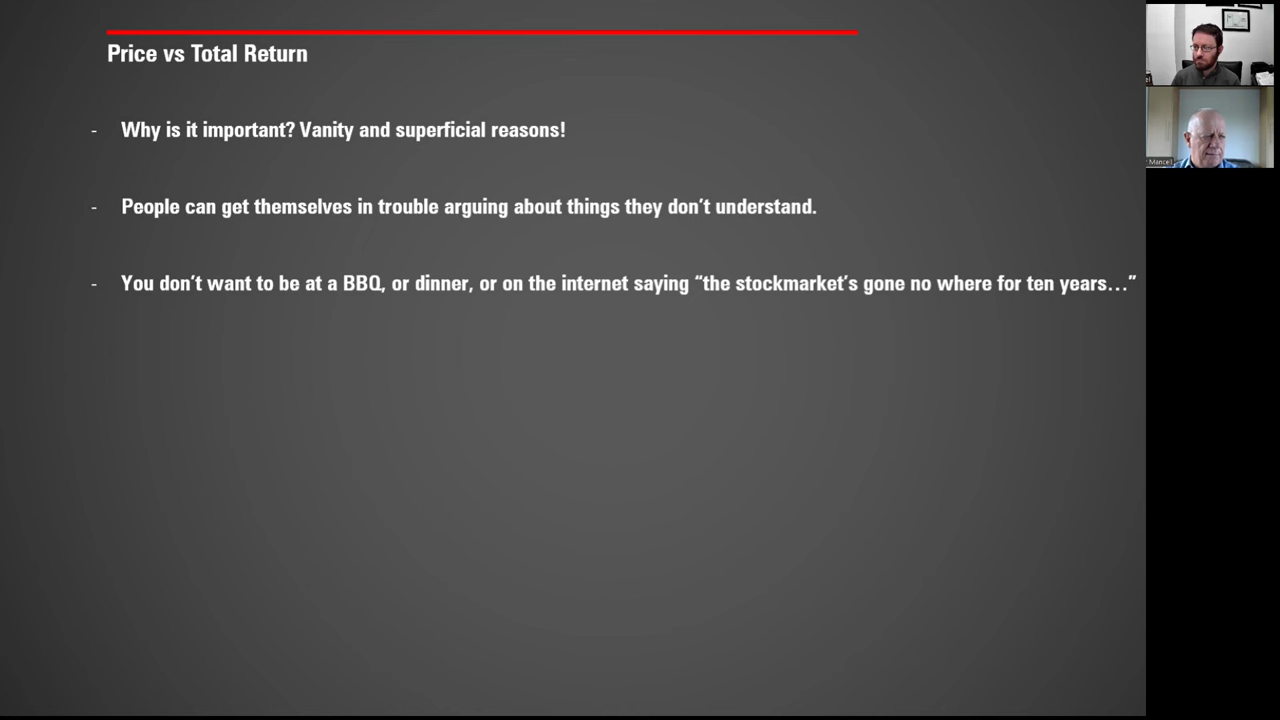 Price vs Total Return
- Why is it important? Vanity and superficial reasons!
- People can get themselves in trouble arguing about things they don’t understand.
- You don’t want to be at a BBQ, or dinner, or on the internet saying “the stockmarket’s gone no where for ten years…”